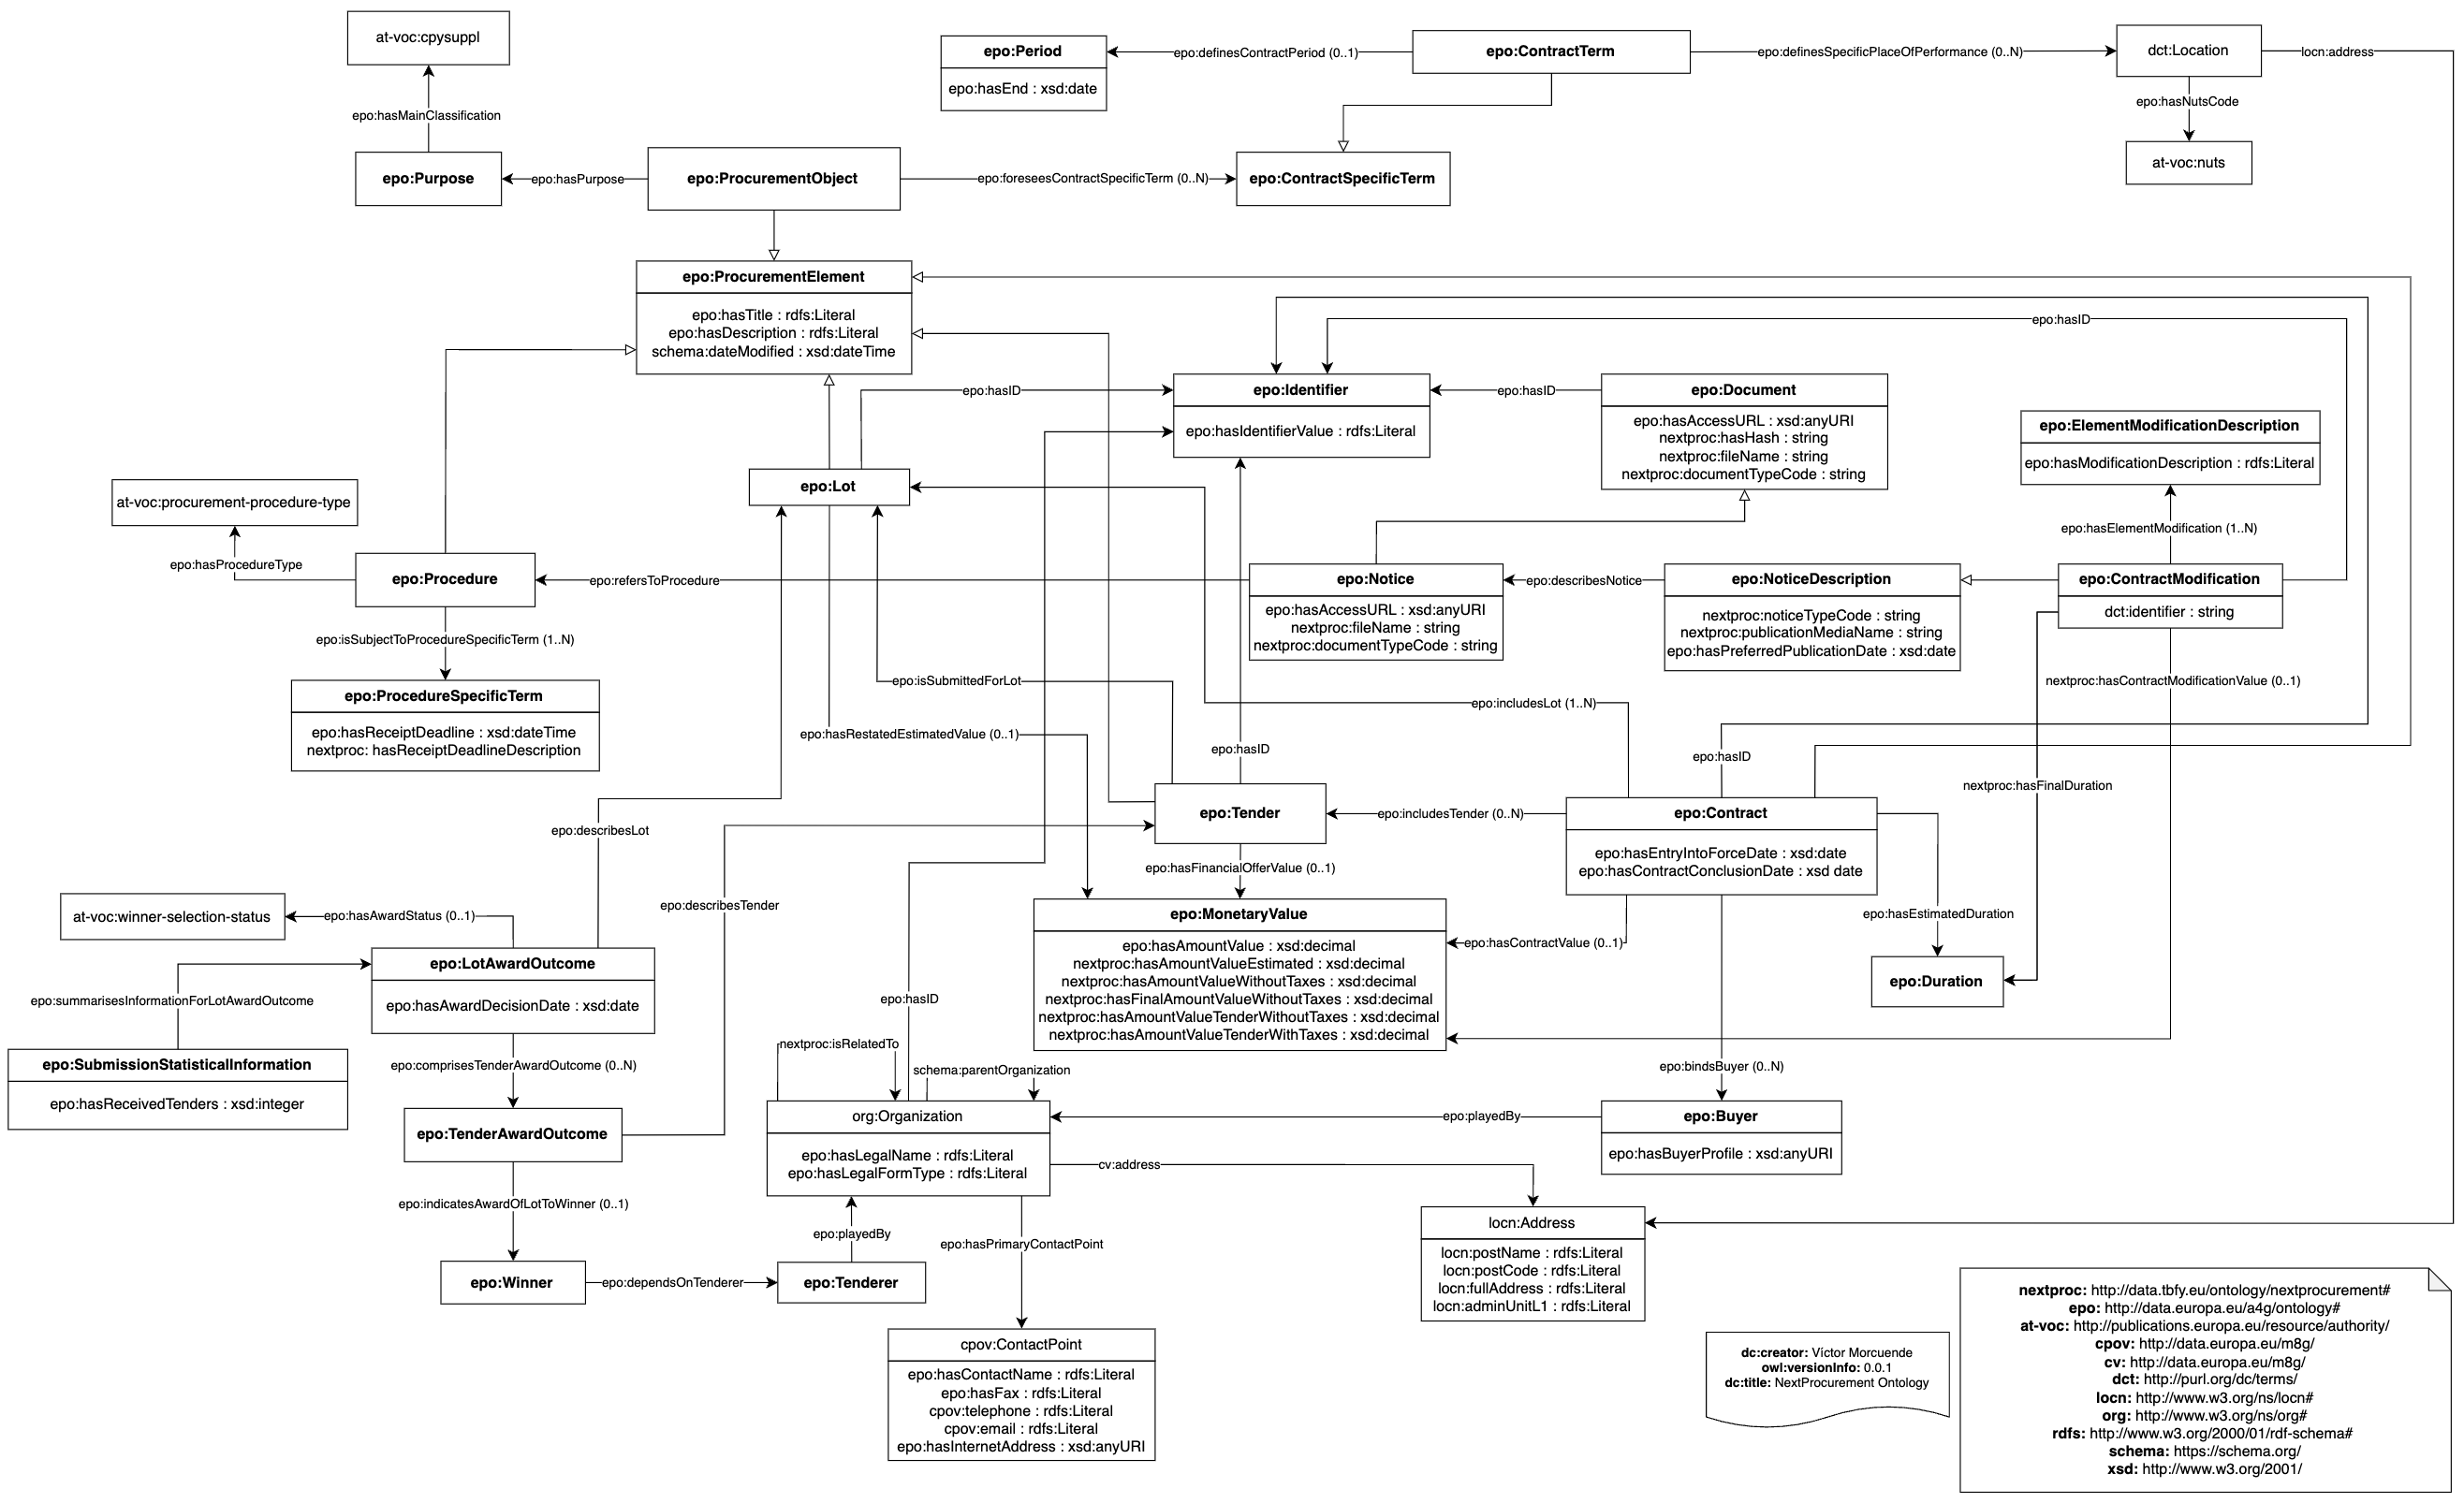 at-voc:cpysuppl
epo:hasMainClassification
epo:Purpose
epo:hasPurpose
epo:ProcurementObject
epo:foreseesContractSpecificTerm (0..N)
epo:ContractSpecificTerm
epo:Period
epo:hasEnd : xsd:date
epo:definesContractPeriod (0..1)
epo:ContractTerm
epo:definesSpecificPlaceOfPerformance (0..N)
dct:Location
locn:address
epo:hasNutsCode
at-voc:nuts
epo:ProcurementElement
epo:hasTitle : rdfs:Literal
epo:hasDescription : rdfs:Literal
schema:dateModified : xsd:dateTime
epo:hasID
epo:hasID
epo:Identifier
epo:hasIdentifierValue : rdfs:Literal
epo:hasID
epo:Document
epo:hasAccessURL : xsd:anyURI
nextproc:hasHash : string
nextproc:fileName : string
nextproc:documentTypeCode : string
epo:ElementModificationDescription
epo:hasModificationDescription : rdfs:Literal
epo:hasElementModification (1..N)
epo:Lot
at-voc:procurement-procedure-type
epo:hasProcedureType
epo:Procedure
epo:refersToProcedure
epo:Notice
epo:hasAccessURL : xsd:anyURI
nextproc:fileName : string
nextproc:documentTypeCode : string
epo:describesNotice
epo:NoticeDescription
nextproc:noticeTypeCode : string
nextproc:publicationMediaName : string
epo:hasPreferredPublicationDate : xsd:date
epo:ContractModification
dct:identifier : string
epo:isSubjectToProcedureSpecificTerm (1..N)
epo:ProcedureSpecificTerm
epo:hasReceiptDeadline : xsd:dateTime
nextproc: hasReceiptDeadlineDescription
epo:isSubmittedForLot
nextproc:hasContractModificationValue (0..1)
epo:includesLot (1..N)
epo:hasRestatedEstimatedValue (0..1)
epo:hasID
epo:hasID
nextproc:hasFinalDuration
epo:describesLot
epo:Tender
epo:includesTender (0..N)
epo:Contract
epo:hasEntryIntoForceDate : xsd:date
epo:hasContractConclusionDate : xsd date
epo:hasFinancialOfferValue (0..1)
epo:describesTender
at-voc:winner-selection-status
epo:hasAwardStatus (0..1)
epo:MonetaryValue
epo:hasAmountValue : xsd:decimal
nextproc:hasAmountValueEstimated : xsd:decimal
nextproc:hasAmountValueWithoutTaxes : xsd:decimal
nextproc:hasFinalAmountValueWithoutTaxes : xsd:decimal
nextproc:hasAmountValueTenderWithoutTaxes : xsd:decimal
nextproc:hasAmountValueTenderWithTaxes : xsd:decimal
epo:hasContractValue (0..1)
epo:hasEstimatedDuration
epo:Duration
epo:LotAwardOutcome
epo:hasAwardDecisionDate : xsd:date
epo:summarisesInformationForLotAwardOutcome
epo:hasID
nextproc:isRelatedTo
schema:parentOrganization
epo:SubmissionStatisticalInformation
epo:hasReceivedTenders : xsd:integer
epo:comprisesTenderAwardOutcome (0..N)
epo:bindsBuyer (0..N)
epo:TenderAwardOutcome
org:Organization
epo:hasLegalName : rdfs:Literal
epo:hasLegalFormType : rdfs:Literal
epo:playedBy
epo:Buyer
epo:hasBuyerProfile : xsd:anyURI
cv:address
epo:indicatesAwardOfLotToWinner (0..1)
epo:playedBy
epo:hasPrimaryContactPoint
locn:Address
locn:postName : rdfs:Literal
locn:postCode : rdfs:Literal
locn:fullAddress : rdfs:Literal
locn:adminUnitL1 : rdfs:Literal
epo:Winner
epo:dependsOnTenderer
epo:Tenderer
cpov:ContactPoint
epo:hasContactName : rdfs:Literal
epo:hasFax : rdfs:Literal
cpov:telephone : rdfs:Literal
cpov:email : rdfs:Literal
epo:hasInternetAddress : xsd:anyURI
dc:creator: Víctor Morcuende
owl:versionInfo: 0.0.1
dc:title: NextProcurement Ontology
nextproc: http://data.tbfy.eu/ontology/nextprocurement#
epo: http://data.europa.eu/a4g/ontology#
at-voc: http://publications.europa.eu/resource/authority/
cpov: http://data.europa.eu/m8g/
cv: http://data.europa.eu/m8g/
dct: http://purl.org/dc/terms/
locn: http://www.w3.org/ns/locn#
org: http://www.w3.org/ns/org#
rdfs: http://www.w3.org/2000/01/rdf-schema#
schema: https://schema.org/
xsd: http://www.w3.org/2001/